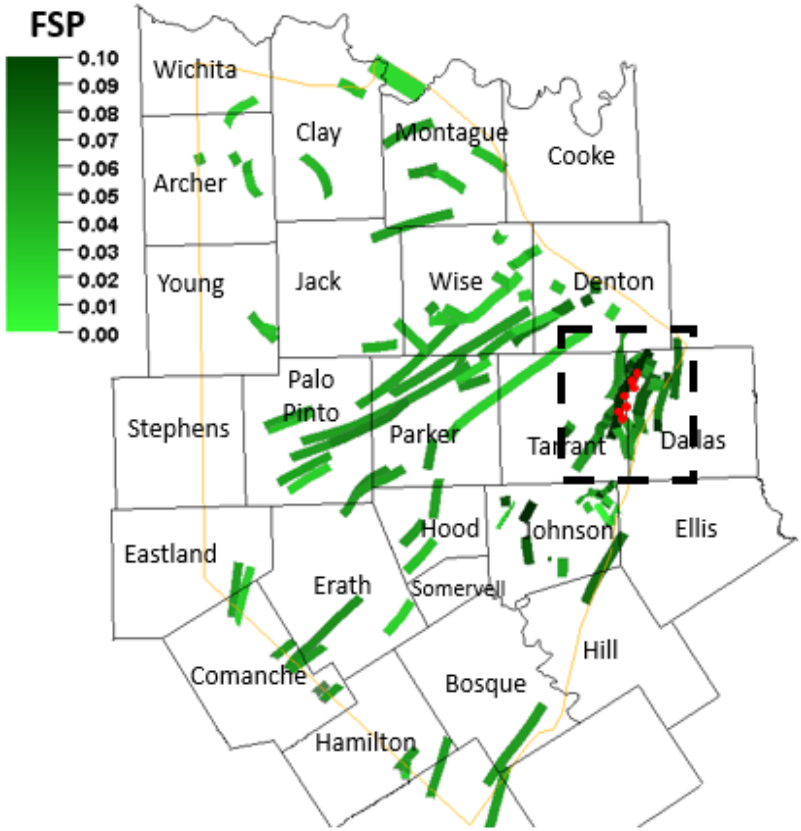 FSP
0.10
0.09
0.08
0.07
0.06
0.05
0.04
0.03
0.02
0.01
0.00
Wichita
Clay
Montague
Cooke
Archer
Young
Jack
Wise
Denton
Palo
Pinto
Stephens
Parker
Tarrant
Dallas
Eastland
Erath
Hood
Johnson
Ellis
Somervell
Comanche
Bosque
Hill
Hamilton